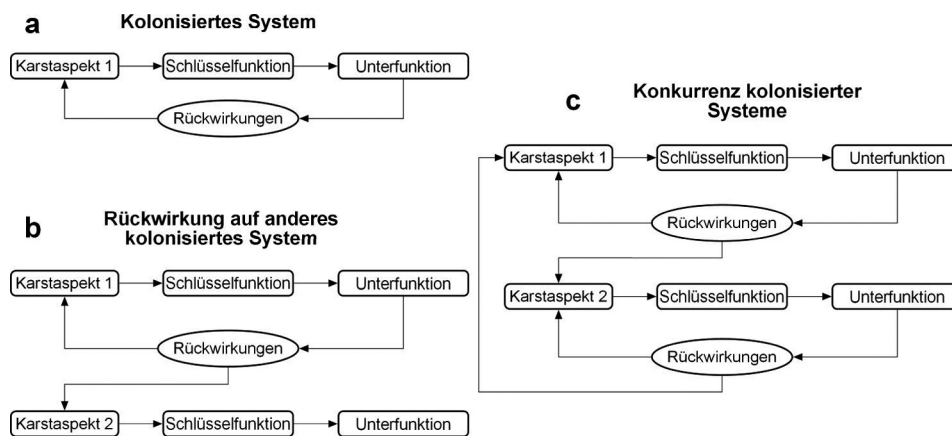 a
Kolonisiertes System
Karstaspekt 1
Schlüsselfunktion
Unterfunktion
Rückwirkungen
b
Rückwirkung auf anderes
kolonisiertes System
Karstaspekt 1
Schlüsselfunktion
Unterfunktion
Rückwirkungen
Karstaspekt 2
Schlüsselfunktion
Unterfunktion
c
Konkurrenz kolonisierter
Systeme
Karstaspekt 1
Schlüsselfunktion
Unterfunktion
Rückwirkungen
Karstaspekt 2
Schlüsselfunktion
Unterfunktion
Rückwirkungen